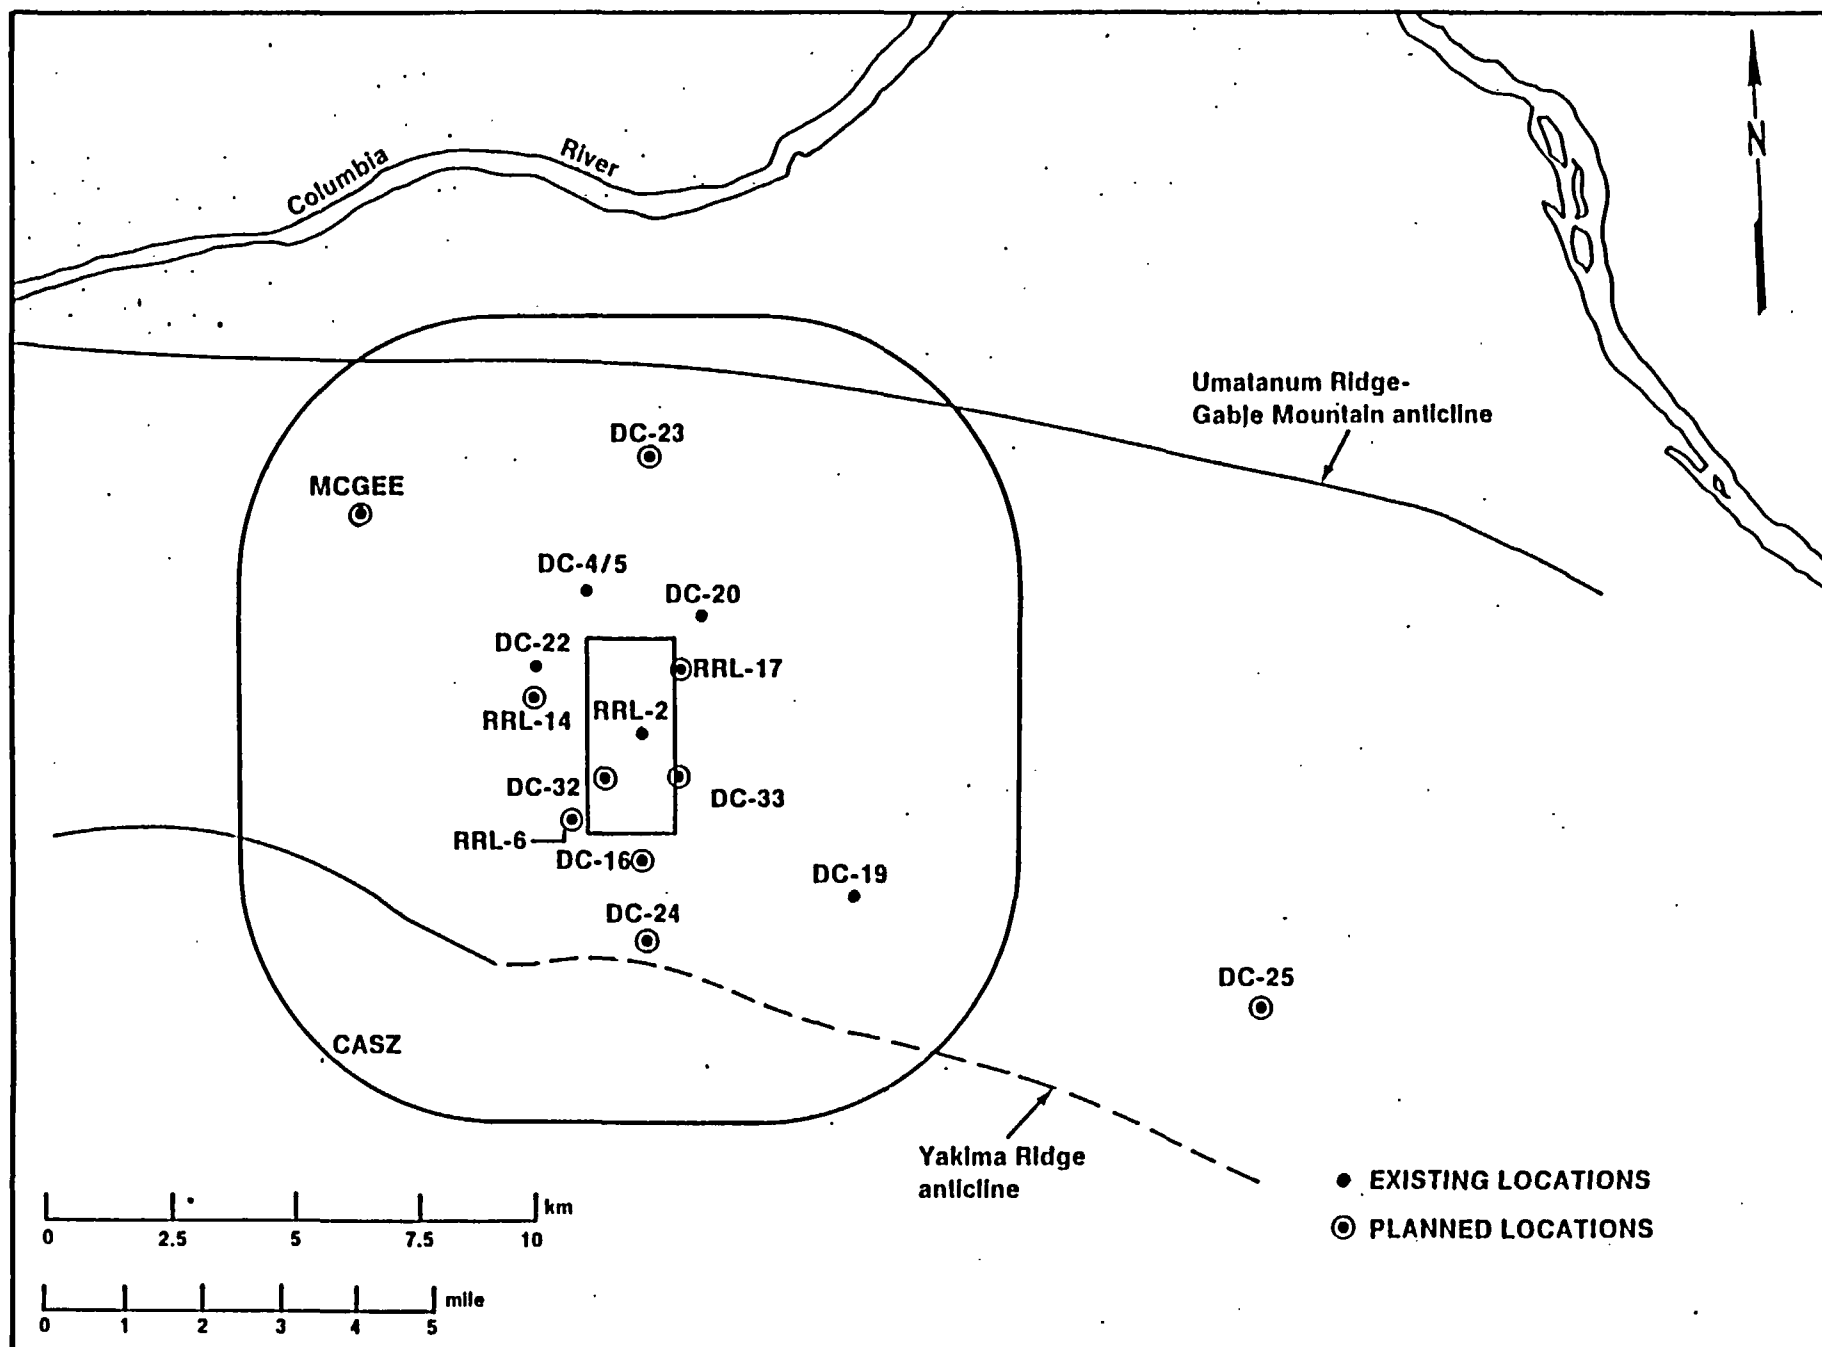 N
Columbia
River
Umatanum Ridge-
Gable Mountain anticline
DC-23
MCGEE
DC-4/5
DC-20
DC-22
RRL-17
RRL-14
RRL-2
DC-32
DC-33
RRL-6
DC-16
DC-19
DC-24
DC-25
CASZ
Yakima Ridge
anticline
EXISTING LOCATIONS
PLANNED LOCATIONS
km
0 2.5 5 7.5 10
mile
0 1 2 3 4 5